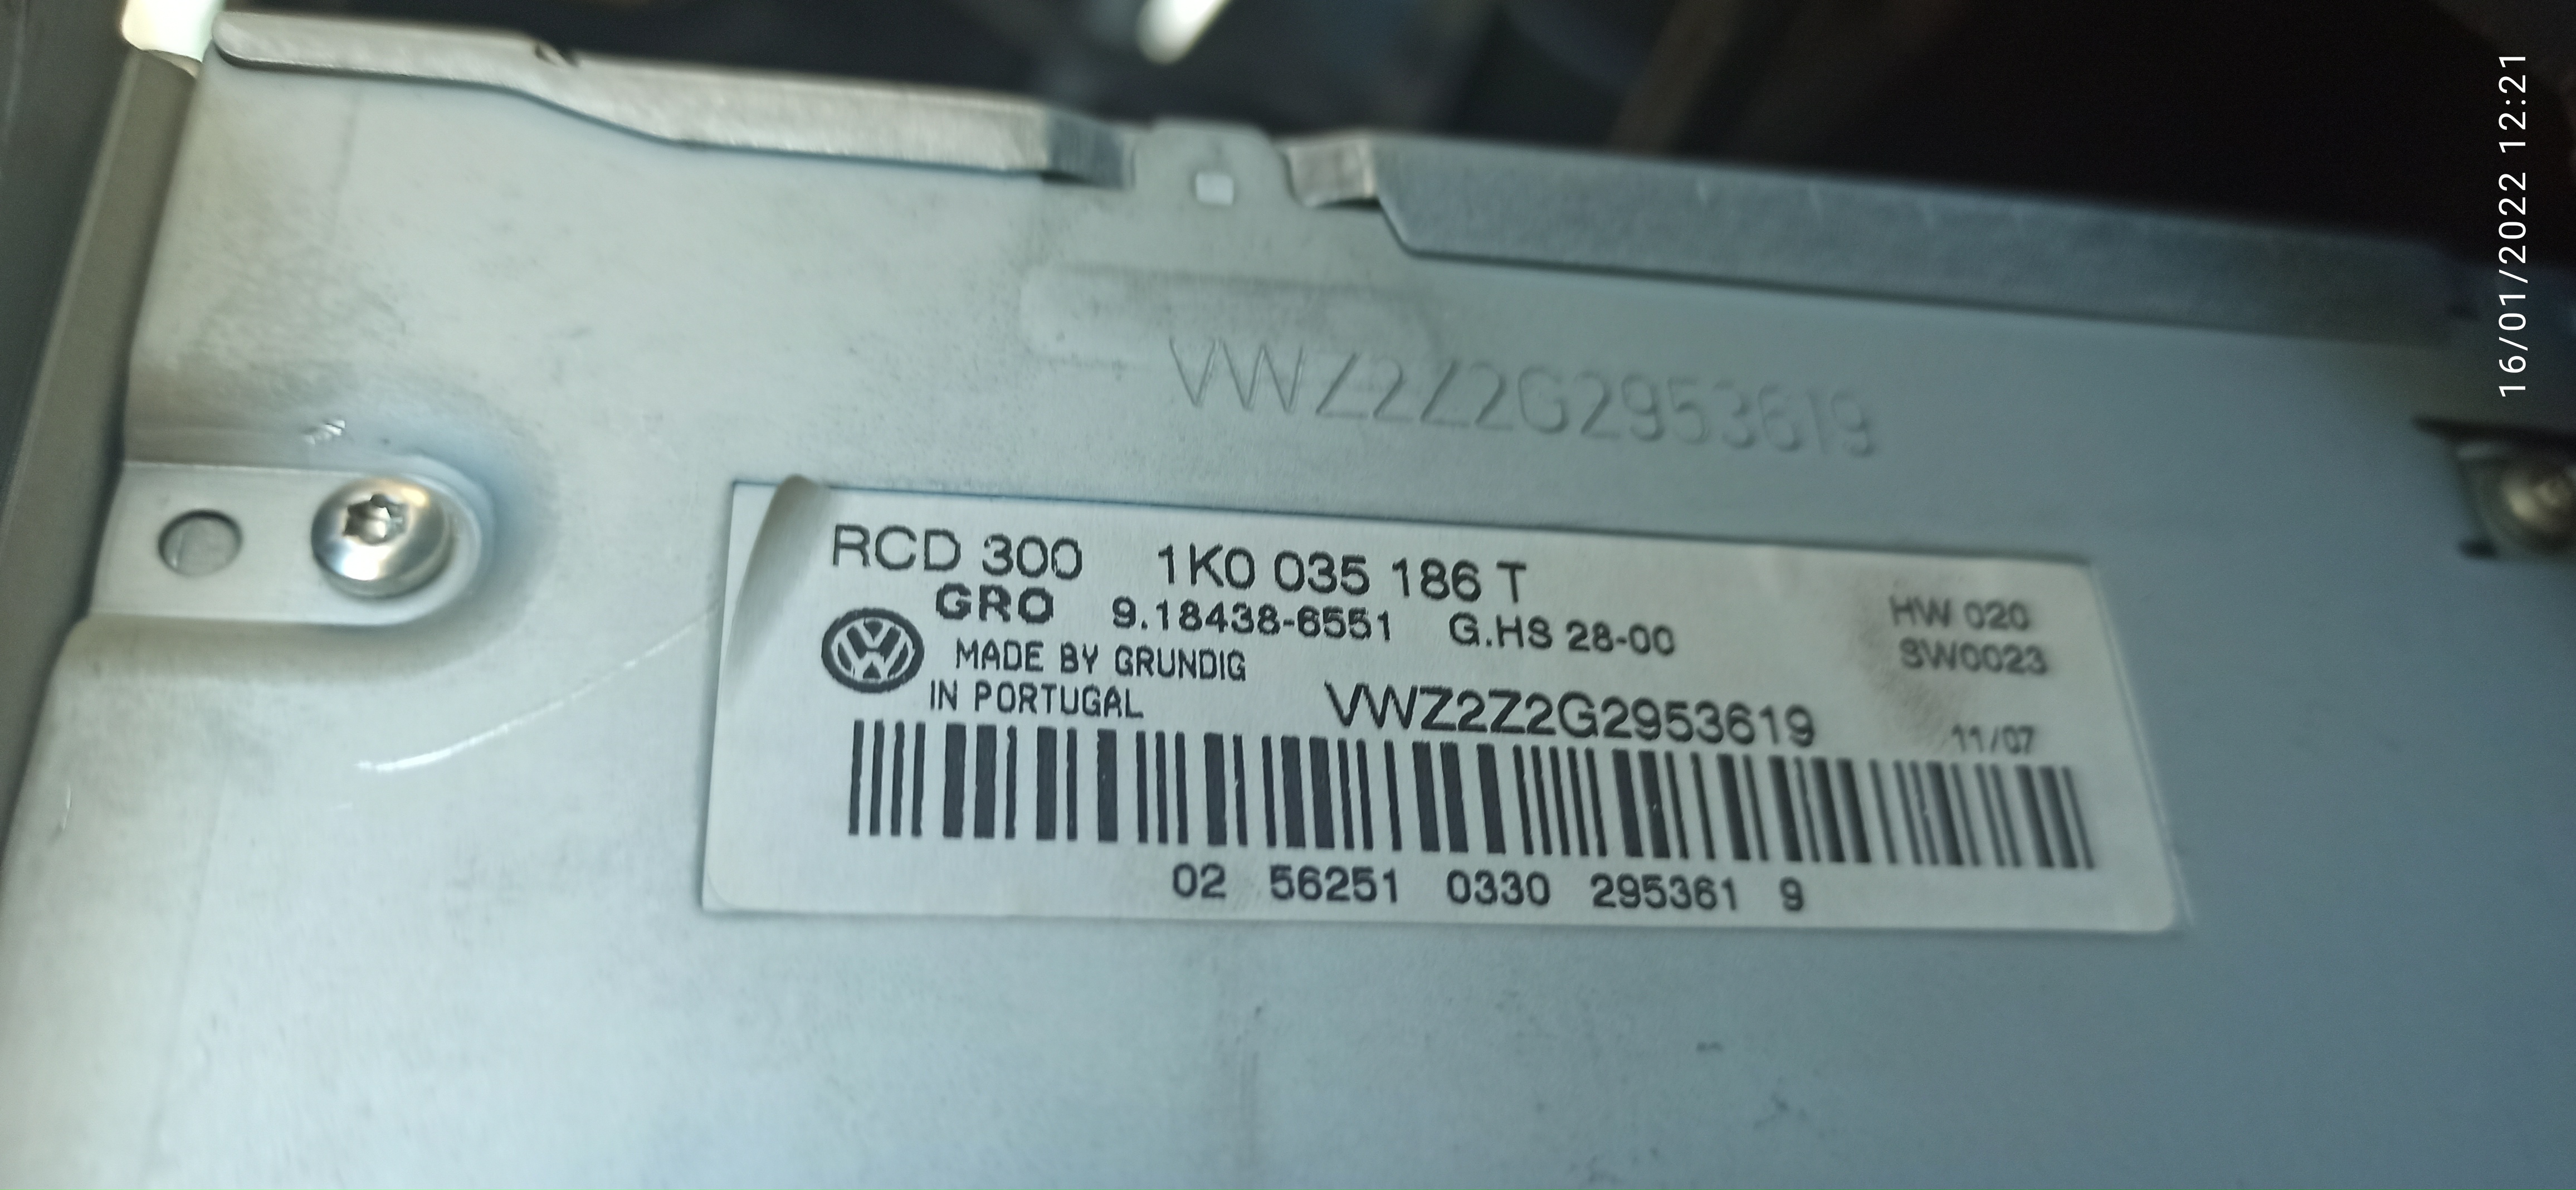 VWZ2Z2G2953619
RCD 300 1K0 035 186 T
GRO 9.18438-6551 G.HS 28-00
HW 020
SW0023
MADE BY GRUNDIG
IN PORTUGAL
VWZ2Z2G2953619
11/07
02 56251 0330 295361 9
16/01/2022 12:21